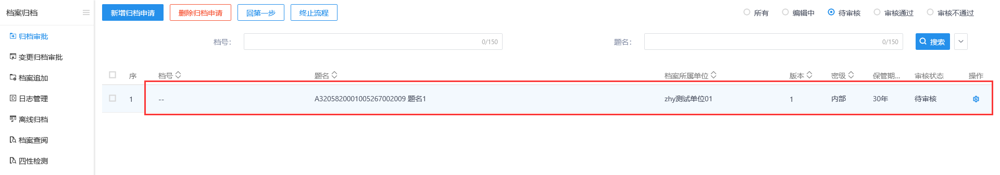 档案归档
归档审批
变更归档审批
档案追加
日志管理
离线归档
档案查阅
四性检测
新增归档申请 删除归档申请 回第一步 终止流程 所有 编辑中 待审核 审核通过 审核不通过
档号: 0/150 题名: 0/150 搜索
序 档号 题名 档案所属单位 版本 密级 保管期... 审核状态 操作
1 -- A3205820001005267002009 题名1 zhy测试单位01 1 内部 30年 待审核